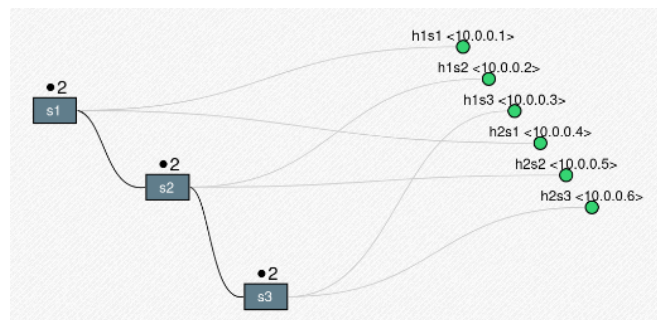 h1s1 <10.0.0.1>
h1s2 <10.0.0.2>
•2
h1s3 <10.0.0.3>
s1
h2s1 <10.0.0.4>
•2
h2s2 <10.0.0.5>
s2
h2s3 <10.0.0.6>
•2
s3